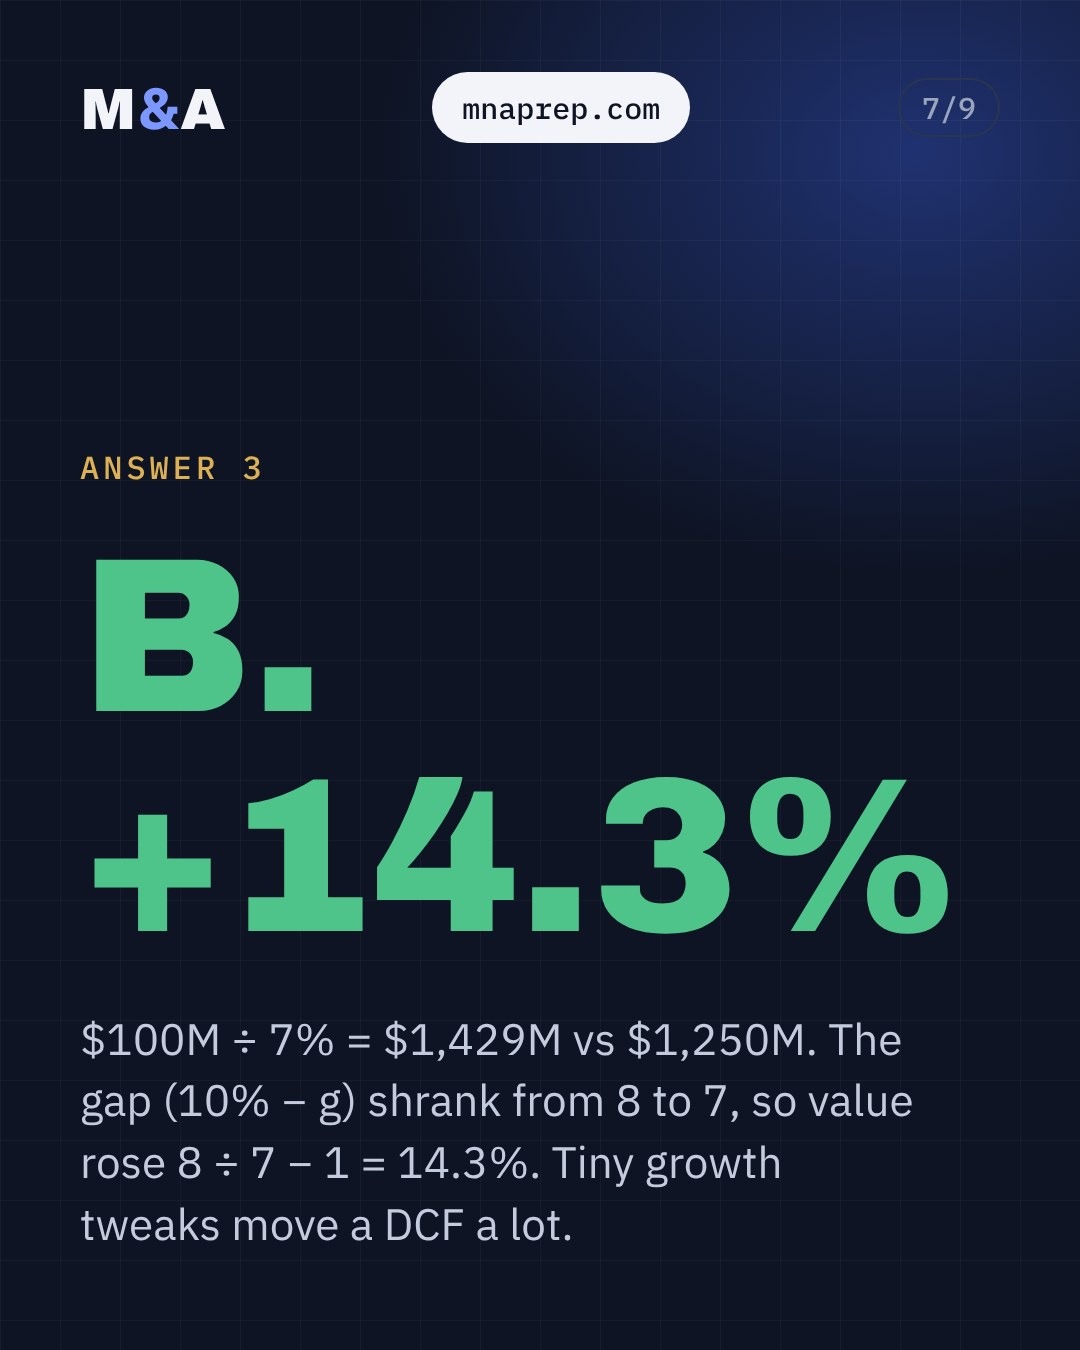 M&A
mnaprep.com
7/9
ANSWER 3
B.
+14.3%
$100M ÷ 7% = $1,429M vs $1,250M. The
gap (10% – g) shrank from 8 to 7, so value
rose 8 ÷ 7 – 1 = 14.3%. Tiny growth
tweaks move a DCF a lot.